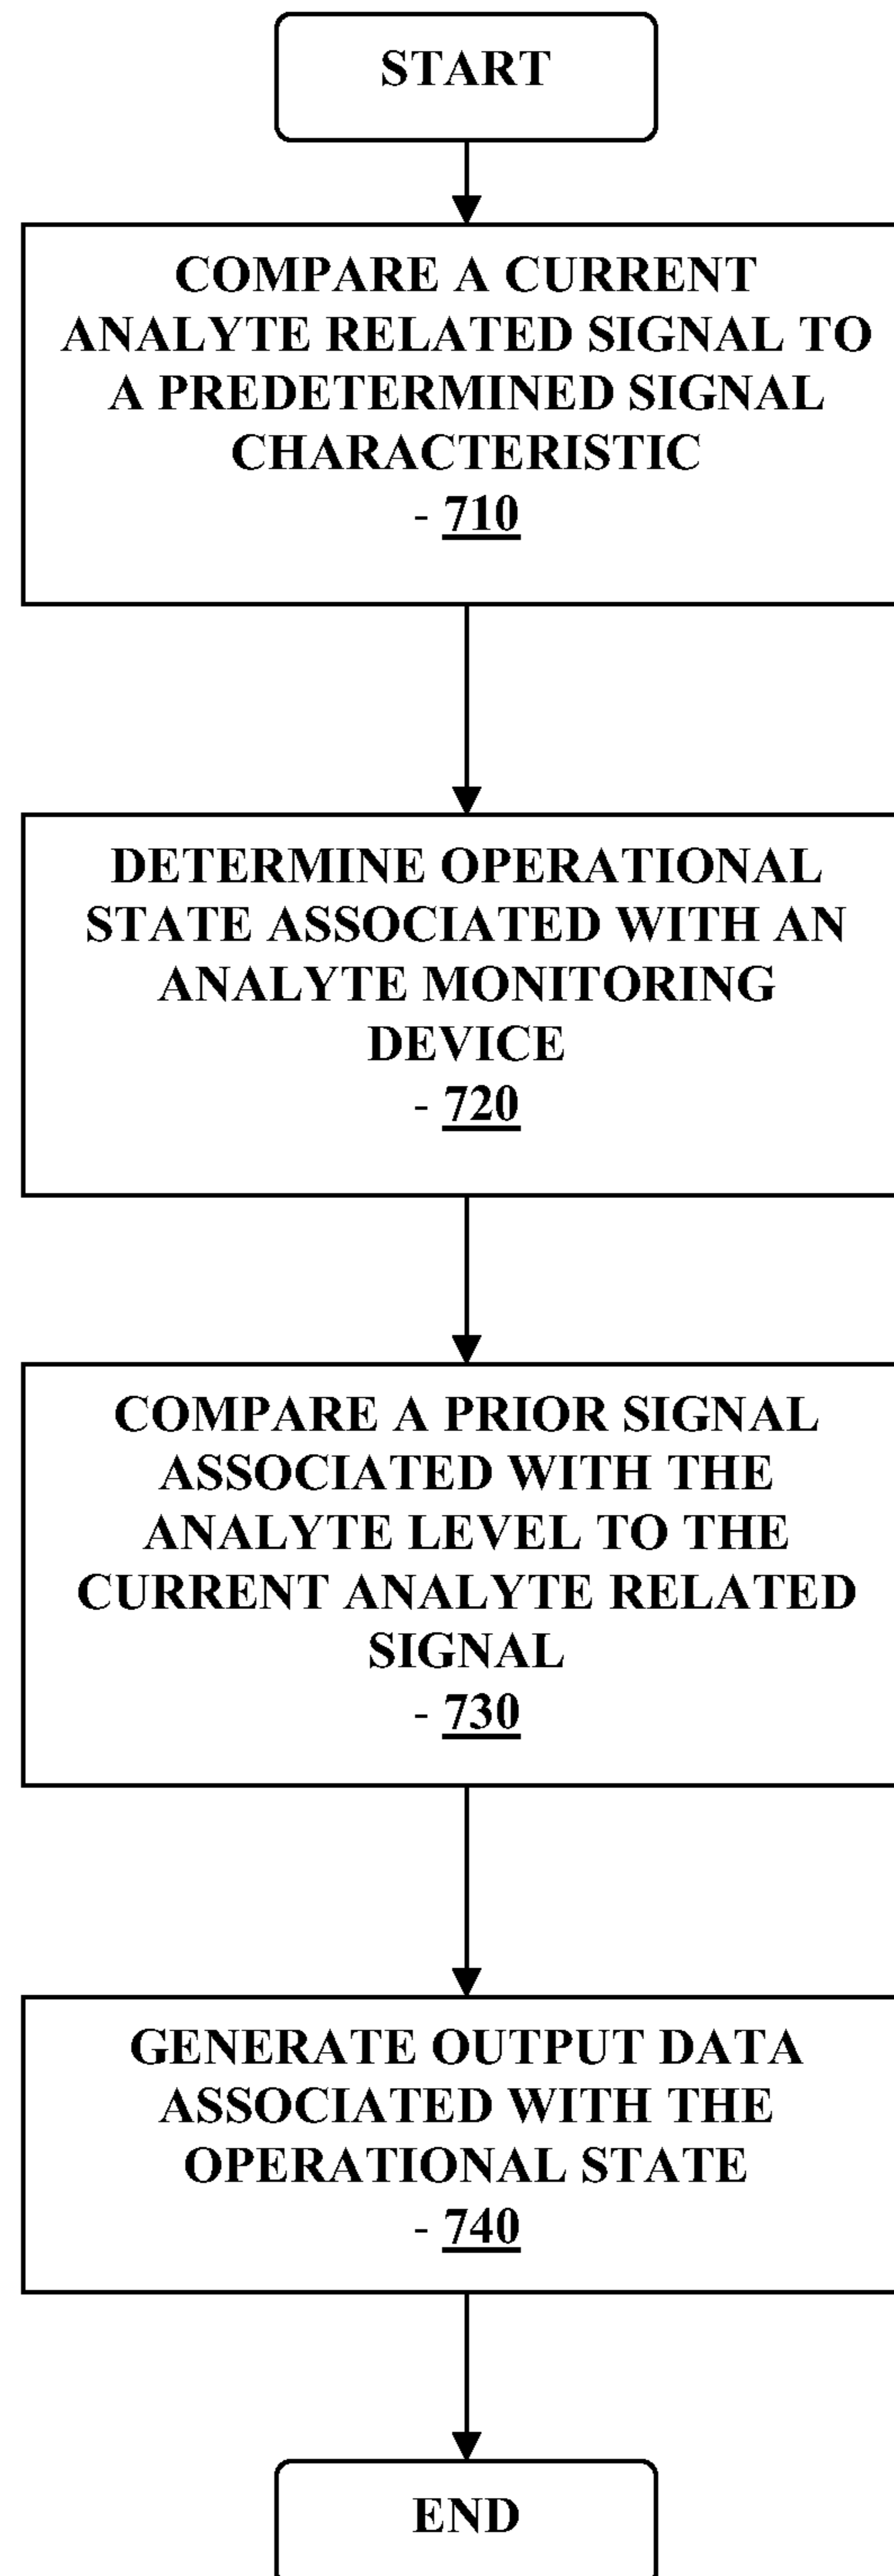 START
COMPARE A CURRENT
ANALYTE RELATED SIGNAL TO
A PREDETERMINED SIGNAL
CHARACTERISTIC
- 710
DETERMINE OPERATIONAL
STATE ASSOCIATED WITH AN
ANALYTE MONITORING
DEVICE
- 720
COMPARE A PRIOR SIGNAL
ASSOCIATED WITH THE
ANALYTE LEVEL TO THE
CURRENT ANALYTE RELATED
SIGNAL
- 730
GENERATE OUTPUT DATA
ASSOCIATED WITH THE
OPERATIONAL STATE
- 740
END